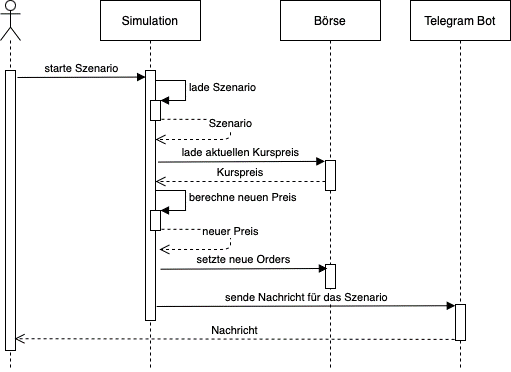 Simulation
Börse
Telegram Bot
starte Szenario
lade Szenario
Szenario
lade aktuellen Kurspreis
Kurspreis
berechne neuen Preis
neuer Preis
setzte neue Orders
sende Nachricht für das Szenario
Nachricht